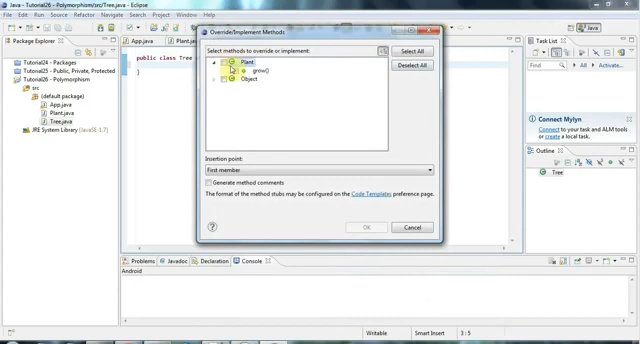 Java - Tutorial26 - Polymorphism/src/Tree.java - Eclipse
File Edit Source Refactor Navigate Search Project Window Help
Java
Package Explorer
Tutorial24 - Packages
Tutorial25 - Public, Private, Protected
Tutorial26 - Polymorphism
src
(default package)
App.java
Plant.java
Tree.java
JRE System Library [JavaSE-1.7]
App.java
Plant.ja
public class Tree
}
Override/Implement Methods
Select methods to override or implement:
Plant
grow()
Object
Select All
Deselect All
Insertion point:
First member
Generate method comments
The format of the method stubs may be configured on the Code Templates preference page.
OK
Cancel
Task List
Find
All
Activate...
Connect Mylyn
Connect to your task and ALM tools
or create a local task.
Outline
Tree
Problems
Javadoc
Declaration
Console
Android
Writable
Smart Insert
3 : 5